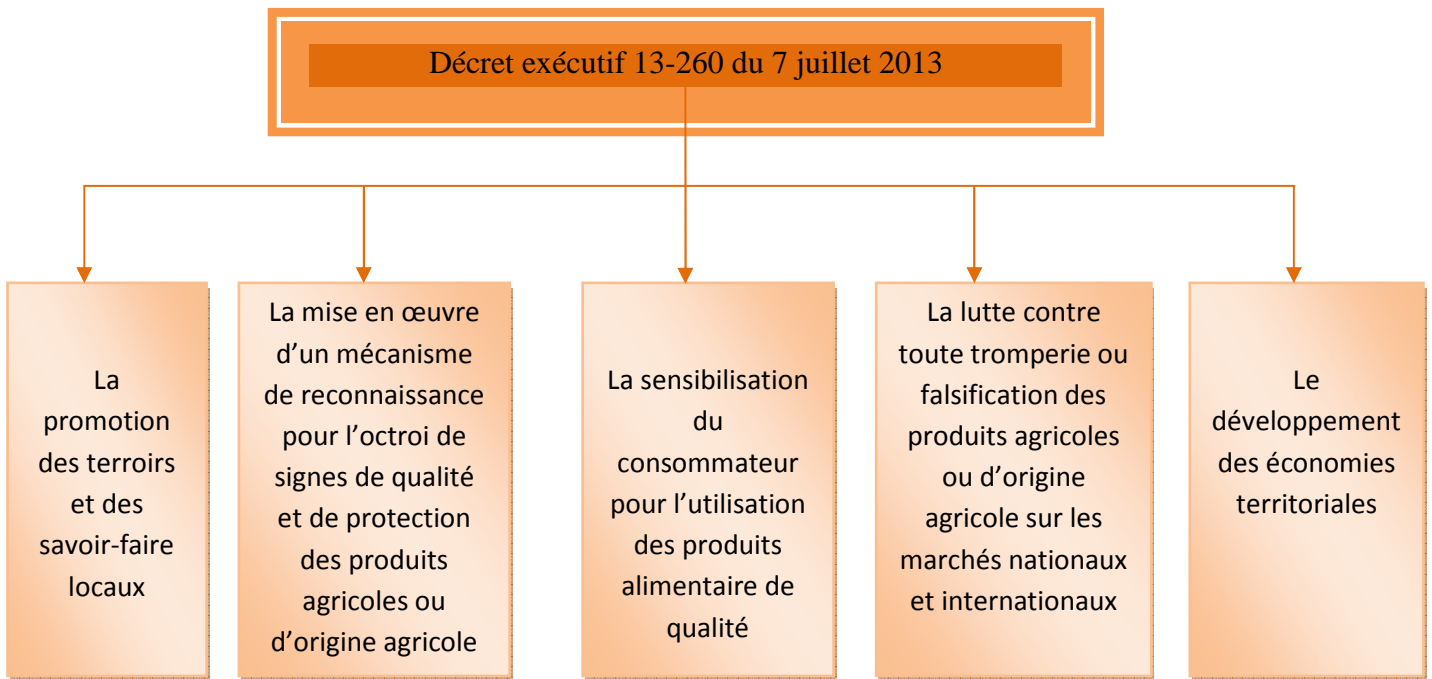 Décret exécutif 13-260 du 7 juillet 2013
La
promotion
des terroirs
et des
savoir-faire
locaux
La mise en œuvre
d’un mécanisme
de reconnaissance
pour l’octroi de
signes de qualité
et de protection
des produits
agricoles ou
d’origine agricole
La sensibilisation
du
consommateur
pour l’utilisation
des produits
alimentaire de
qualité
La lutte contre
toute tromperie ou
falsification des
produits agricoles
ou d’origine
agricole sur les
marchés nationaux
et internationaux
Le
développement
des économies
territoriales